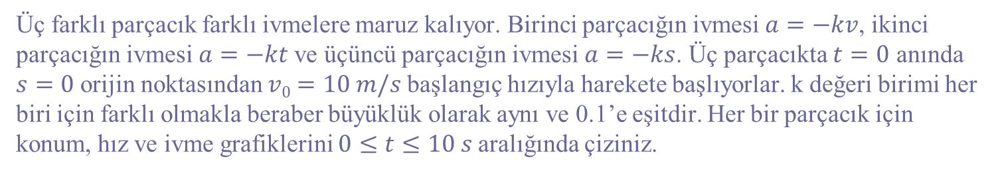 Üç farklı parçacık farklı ivmelere maruz kalıyor. Birinci parçacığın ivmesi a = −kv, ikinci
parçacığın ivmesi a = −kt ve üçüncü parçacığın ivmesi a = −ks. Üç parçacıkta t = 0 anında
s = 0 orijin noktasından v₀ = 10 m/s başlangıç hızıyla harekete başlıyorlar. k değeri birimi her
biri için farklı olmakla beraber büyüklük olarak aynı ve 0.1’e eşitdir. Her bir parçacık için
konum, hız ve ivme grafiklerini 0 ≤ t ≤ 10 s aralığında çiziniz.